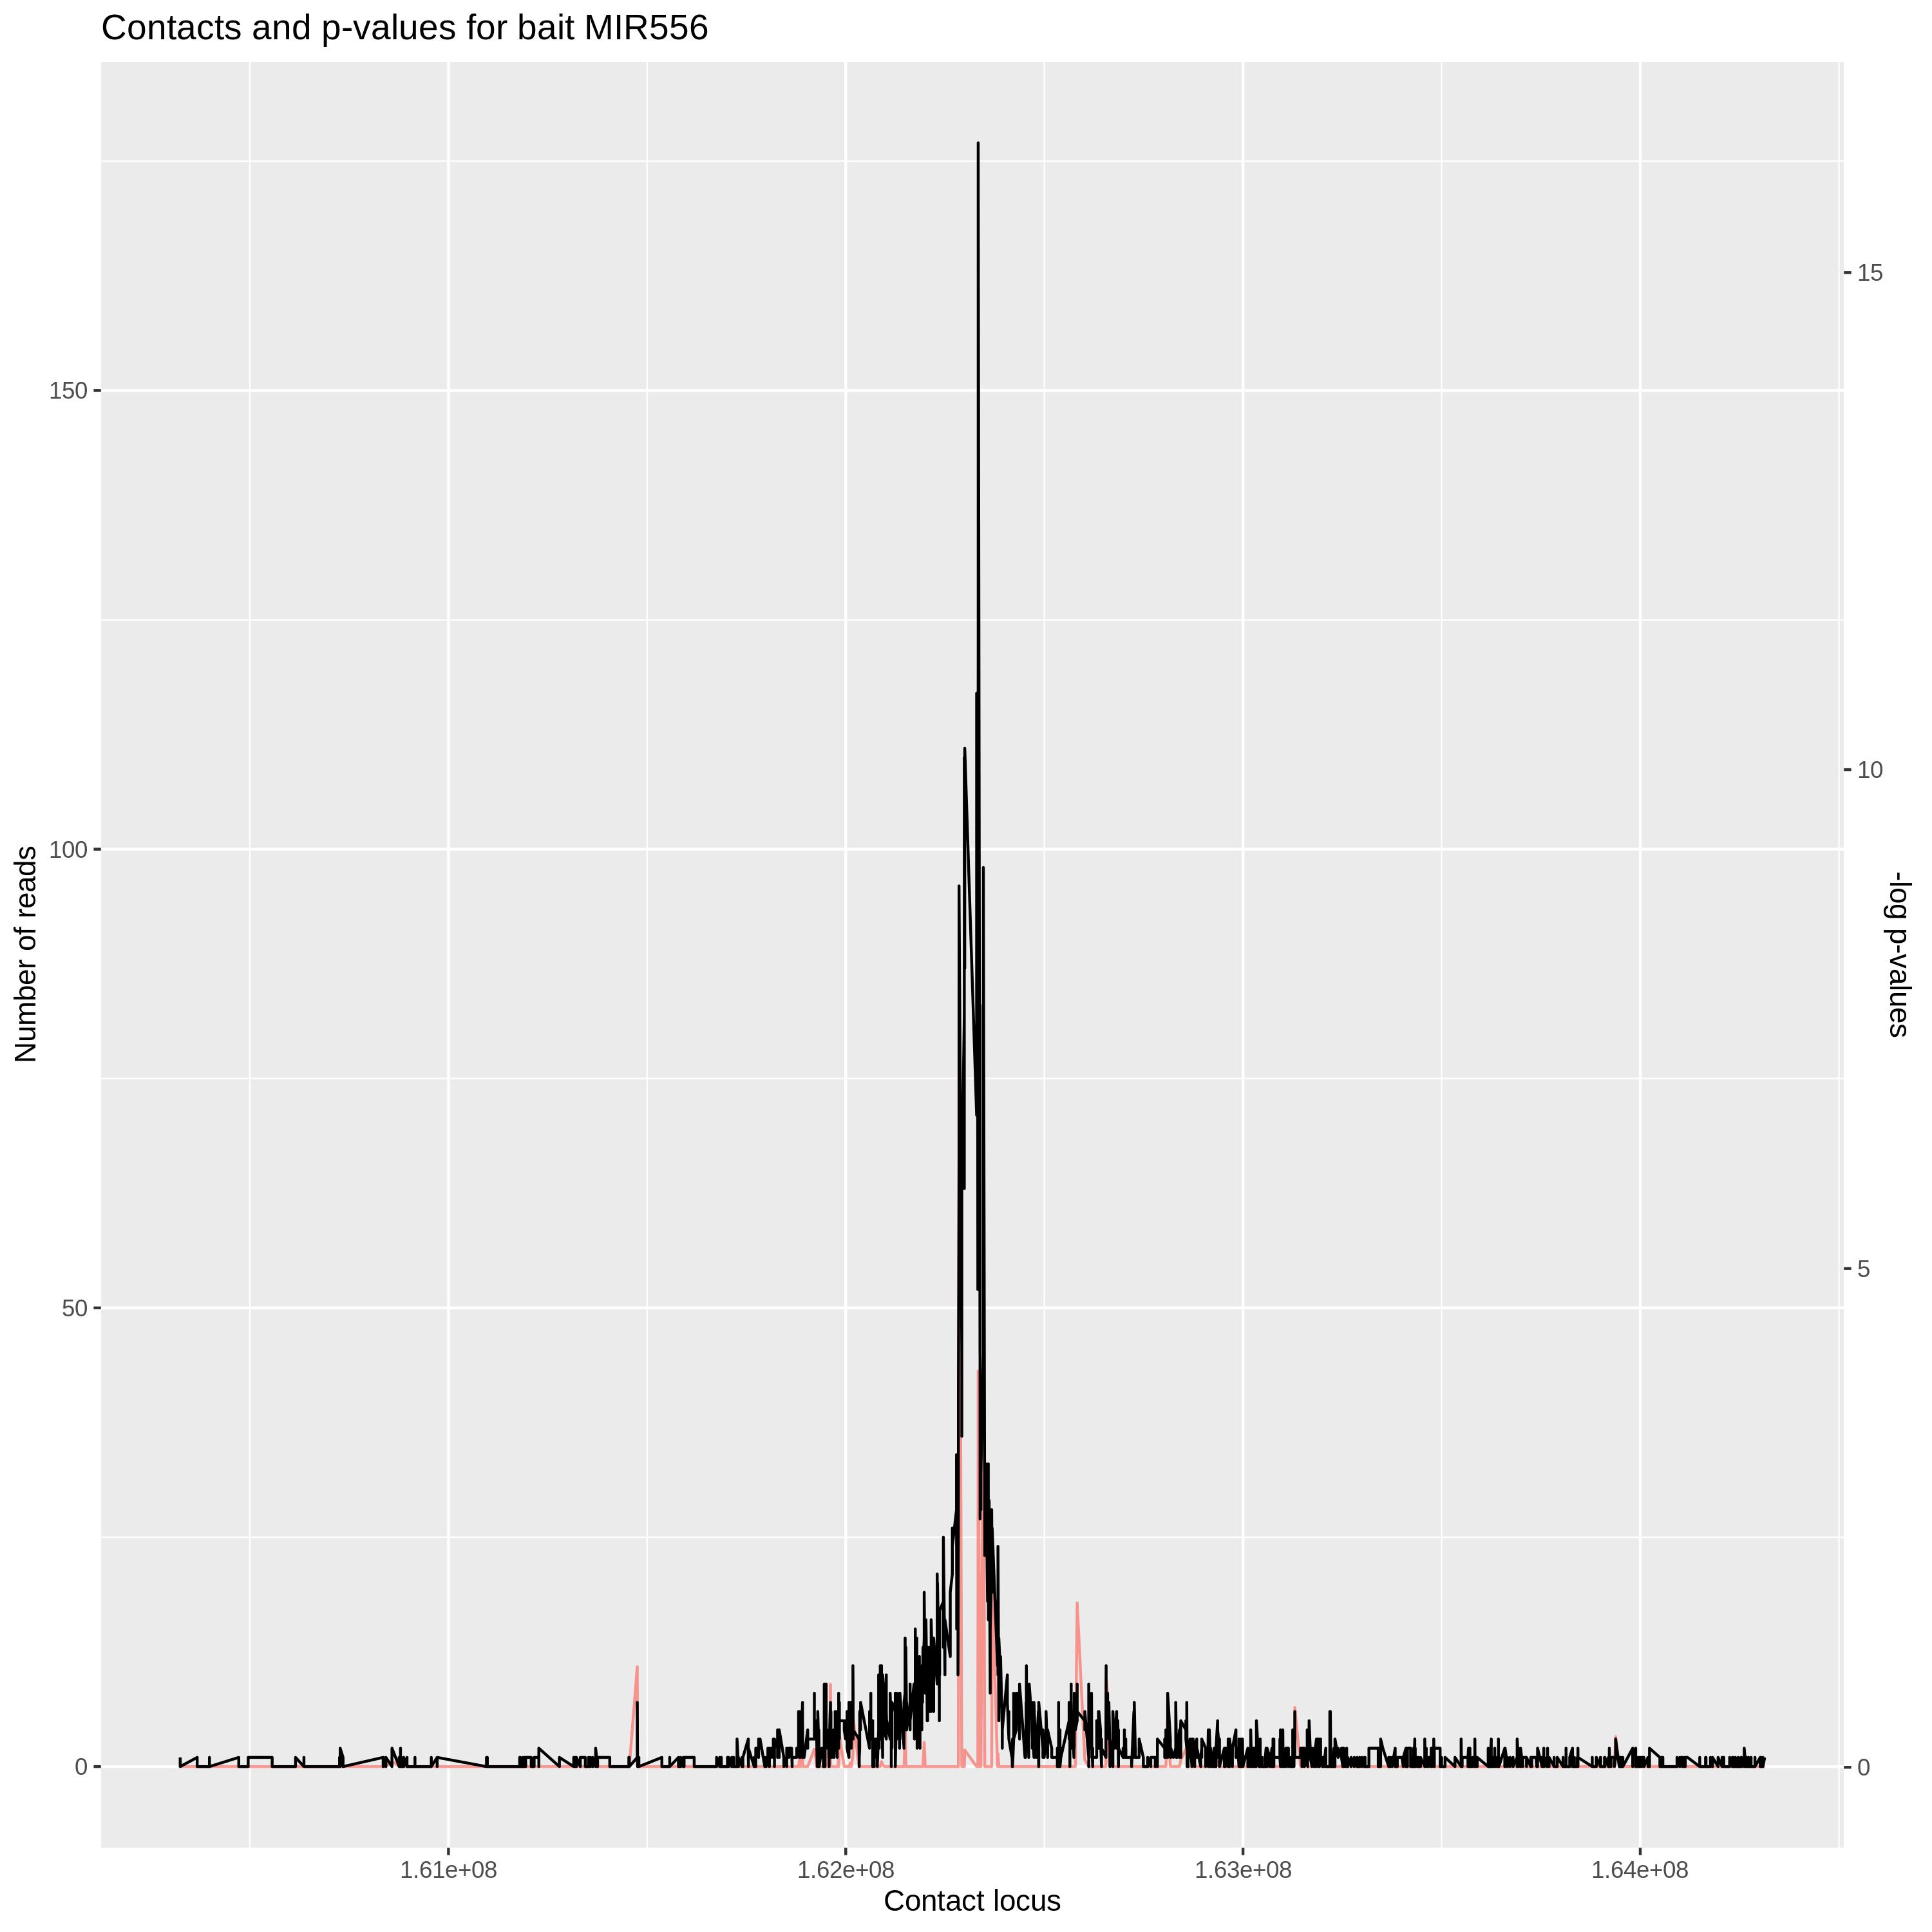 Contacts and p-values for bait MIR556
150
100
50
0
15
10
5
0
Number of reads
-log p-values
1.61e+08
1.62e+08
1.63e+08
1.64e+08
Contact locus